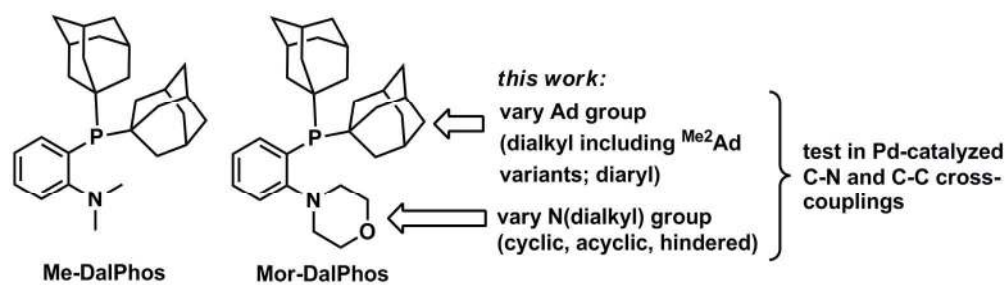 P
N
Me-DalPhos
P
N
O
Mor-DalPhos
this work:
vary Ad group
(dialkyl including Me2Ad
variants; diaryl)
vary N(dialkyl) group
(cyclic, acyclic, hindered)
test in Pd-catalyzed
C-N and C-C cross-
couplings